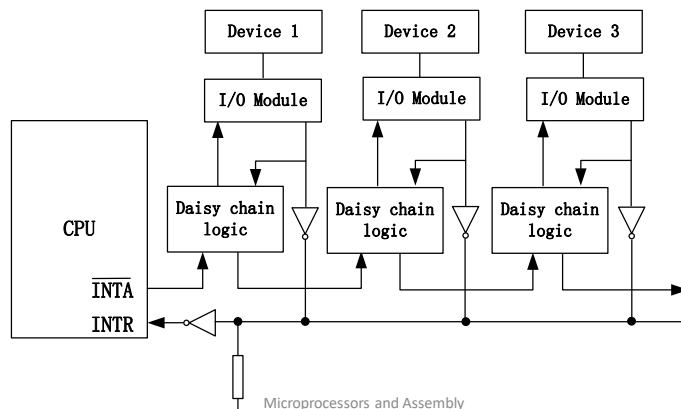 Device 1
Device 2
Device 3
I/O Module
I/O Module
I/O Module
CPU
Daisy chain
logic
Daisy chain
logic
Daisy chain
logic
INTA
INTR
Microprocessors and Assembly